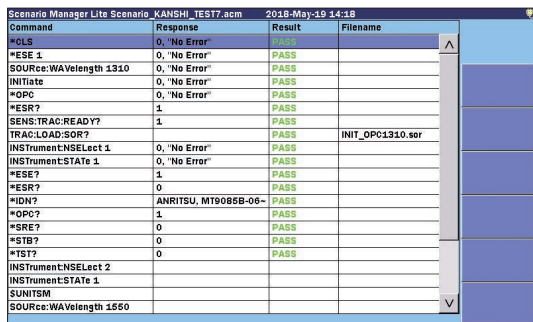 Scenario Manager Lite Scenario_KANSHI_TEST7.acm 2018-May-19 14:18
Command Response Result Filename
*CLS 0, "No Error" PASS
*ESE 1 0, "No Error" PASS
SOURce:WAVelength 1310 0, "No Error" PASS
INITiate 0, "No Error" PASS
*OPC 0, "No Error" PASS
*ESR? 1 PASS
SENS:TRAC:READY? 1 PASS
TRAC:LOAD:SOR? PASS INIT_OPC1310.sor
INSTrument:NSELect 1 0, "No Error" PASS
INSTrument:STATe 1 0, "No Error" PASS
*ESE? 1 PASS
*ESR? 0 PASS
*IDN? ANRITSU, MT9085B-06~ PASS
*OPC? 1 PASS
*SRE? 0 PASS
*STB? 0 PASS
*TST? 0 PASS
INSTrument:NSELect 2
INSTrument:STATe 1
$UNITSM
SOURce:WAVelength 1550